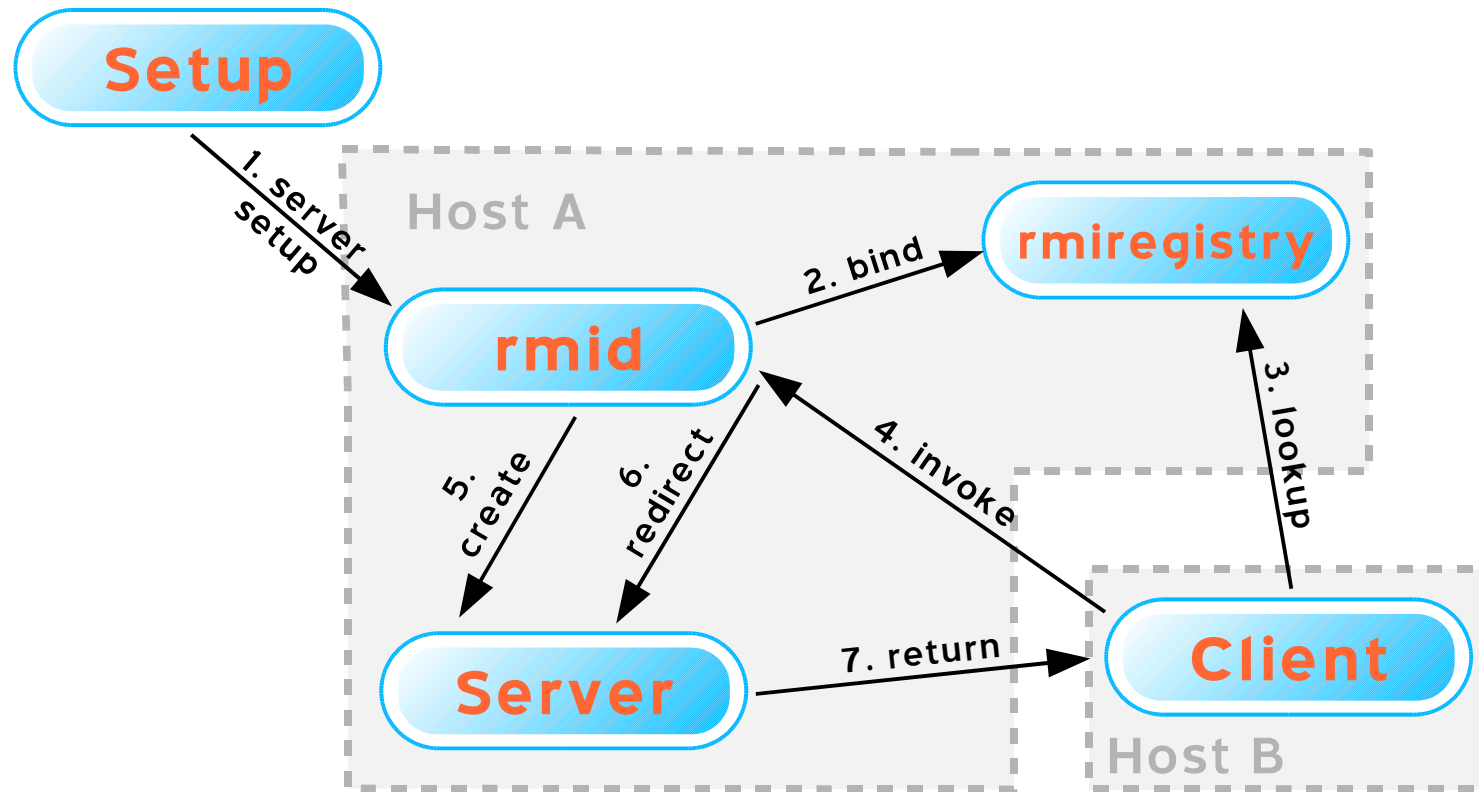 Setup
1. server
setup
Host A
rmiregistry
2. bind
rmid
3. lookup
4. invoke
5.
create
6.
redirect
7. return
Server
Client
Host B